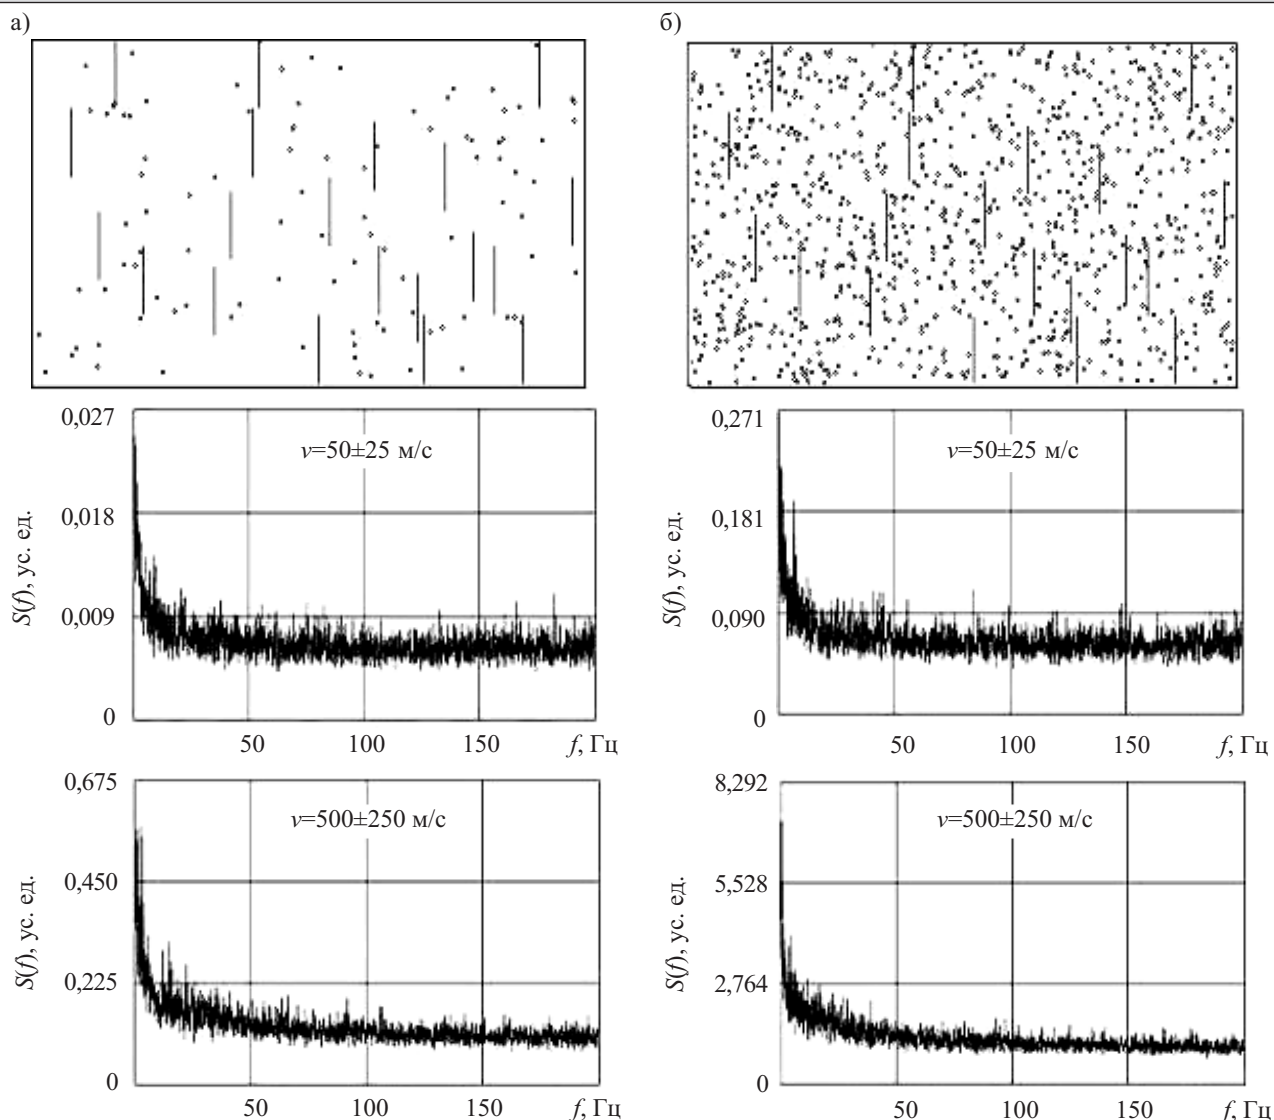 а)
б)
0,027
0,018
0,009
0
S(f), ус. ед.
v=50±25 м/с
50
100
150
f, Гц
0,271
0,181
0,090
0
S(f), ус. ед.
v=50±25 м/с
50
100
150
f, Гц
0,675
0,450
0,225
0
S(f), ус. ед.
v=500±250 м/с
50
100
150
f, Гц
8,292
5,528
2,764
0
S(f), ус. ед.
v=500±250 м/с
50
100
150
f, Гц